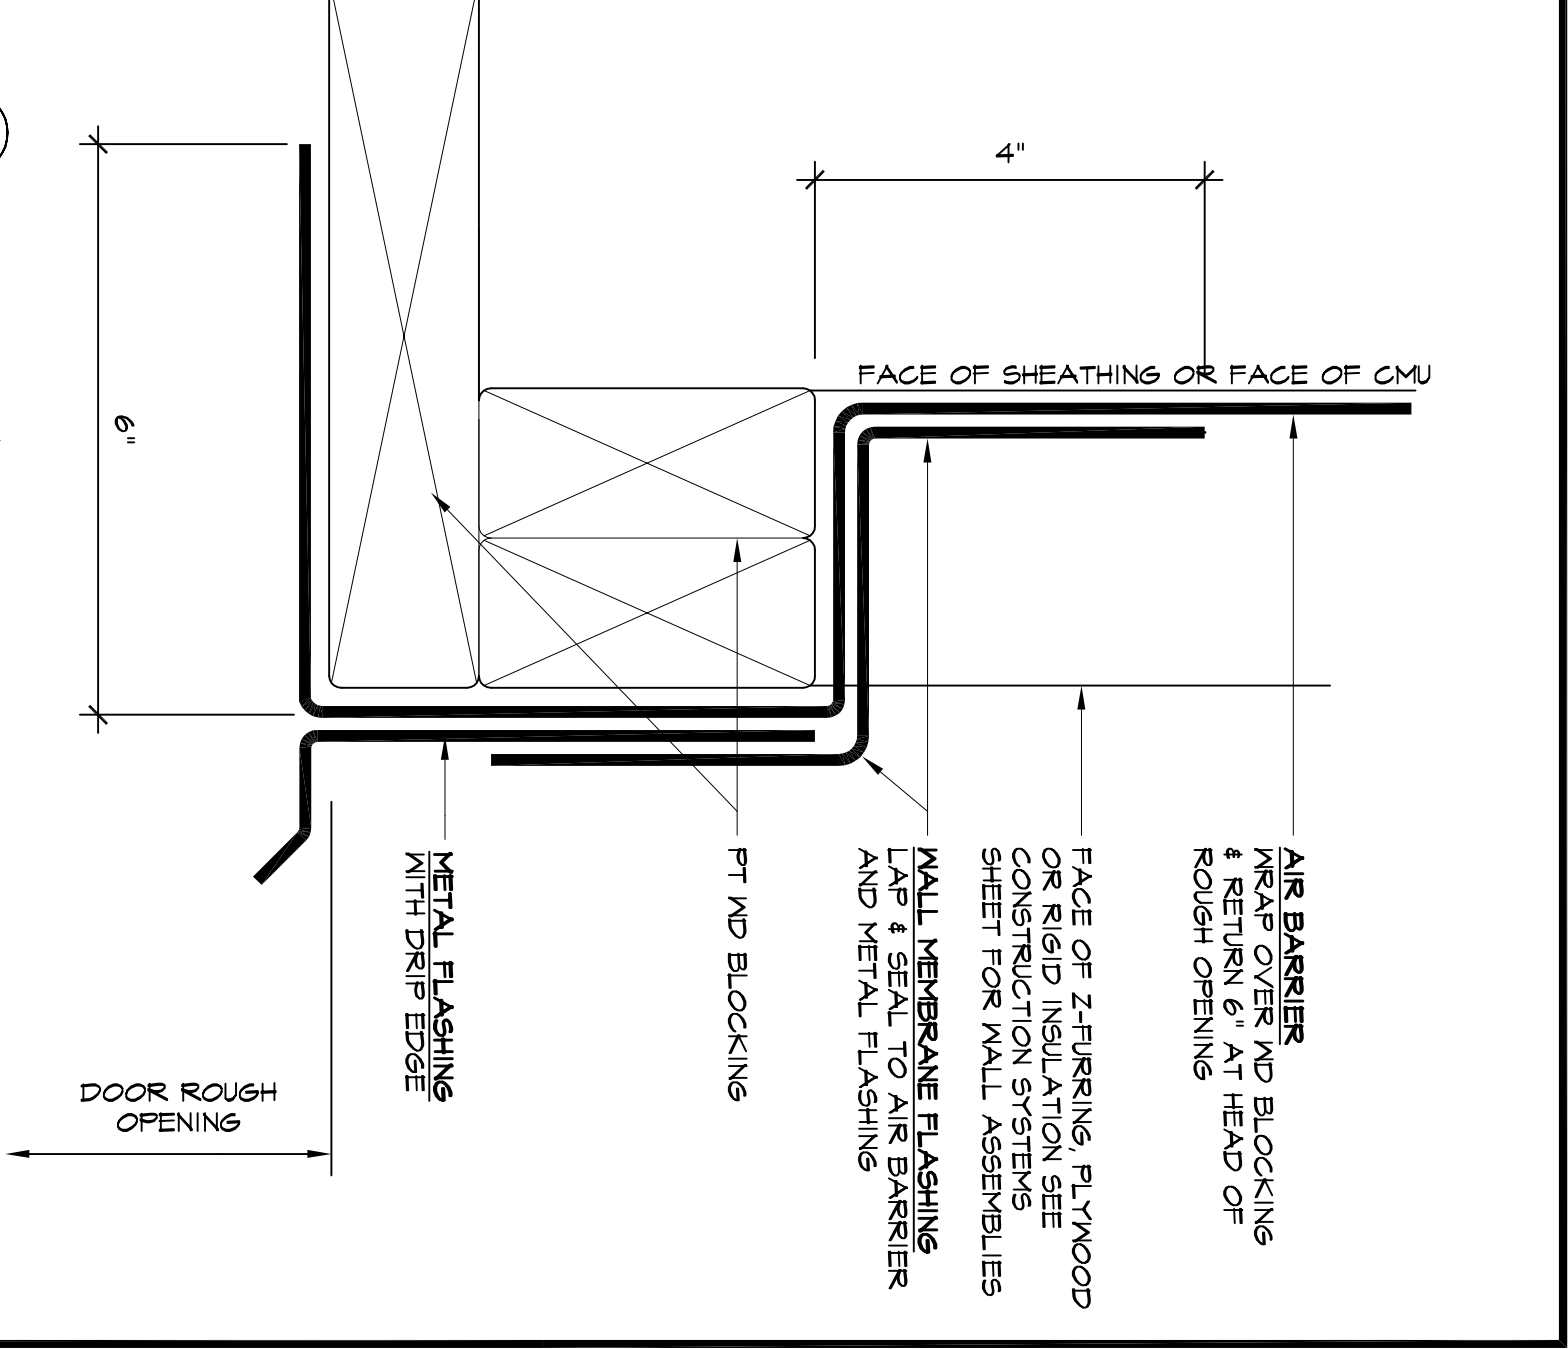 4"
FACE OF SHEATHING OR FACE OF CMU
6"
AIR BARRIER
WRAP OVER WD BLOCKING
& RETURN 6" AT HEAD OF
ROUGH OPENING
FACE OF Z-FURRING, PLYWOOD
OR RIGID INSULATION SEE
CONSTRUCTION SYSTEMS
SHEET FOR WALL ASSEMBLIES
WALL MEMBRANE FLASHING
LAP & SEAL TO AIR BARRIER
AND METAL FLASHING
PT WD BLOCKING
METAL FLASHING
WITH DRIP EDGE
DOOR ROUGH
OPENING